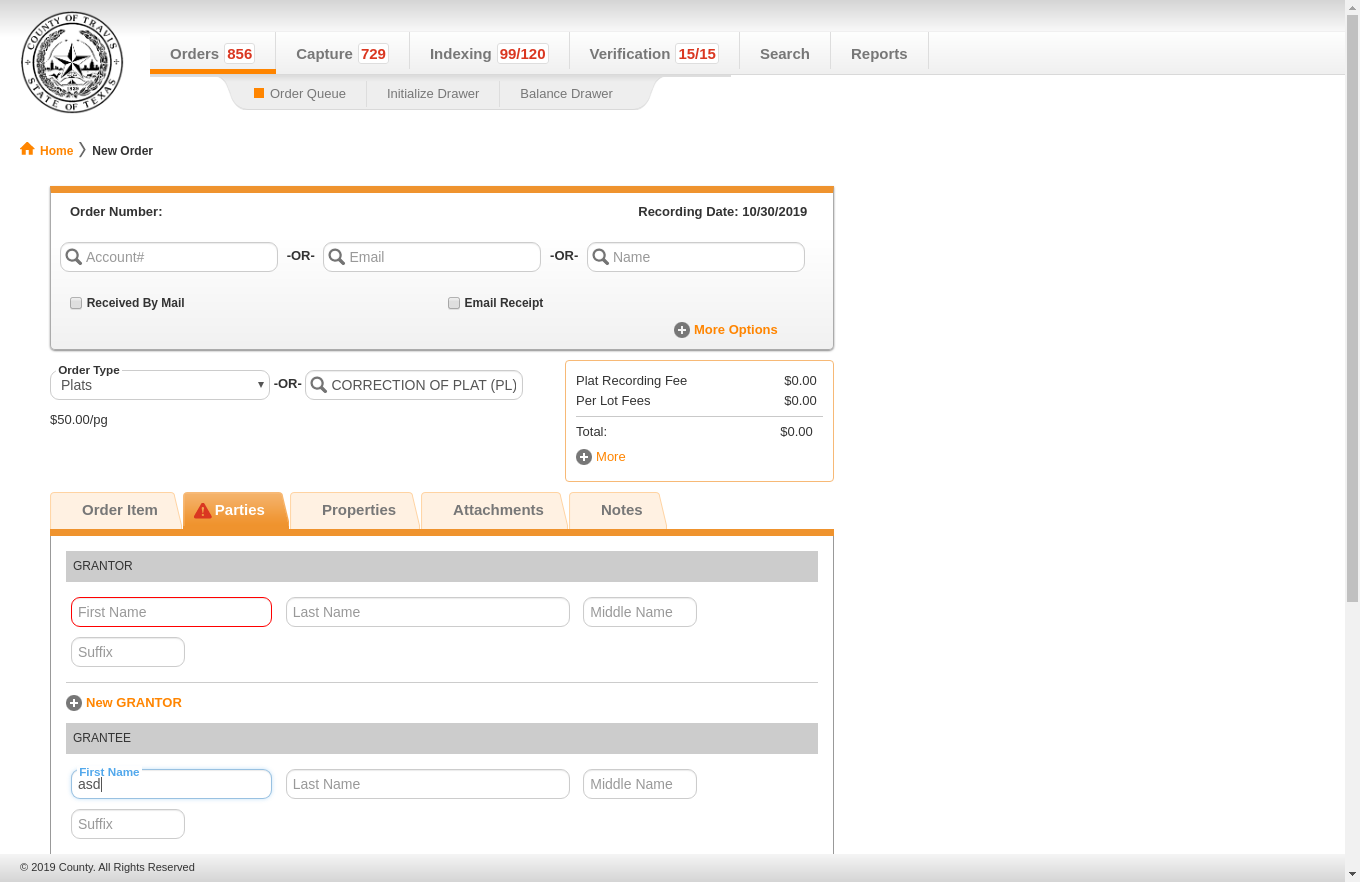 COUNTY OF TRAVIS
STATE OF TEXAS
Orders 856
Capture 729
Indexing 99/120
Verification 15/15
Search
Reports
Order Queue
Initialize Drawer
Balance Drawer
Home
New Order
Order Number:
Recording Date: 10/30/2019
Account#
-OR-
Email
-OR-
Name
Received By Mail
Email Receipt
More Options
Order Type
Plats
-OR-
CORRECTION OF PLAT (PL)
$50.00/pg
Plat Recording Fee $0.00
Per Lot Fees $0.00
Total: $0.00
More
Order Item
Parties
Properties
Attachments
Notes
GRANTOR
First Name
Last Name
Middle Name
Suffix
New GRANTOR
GRANTEE
First Name
asd
Last Name
Middle Name
Suffix
© 2019 County. All Rights Reserved